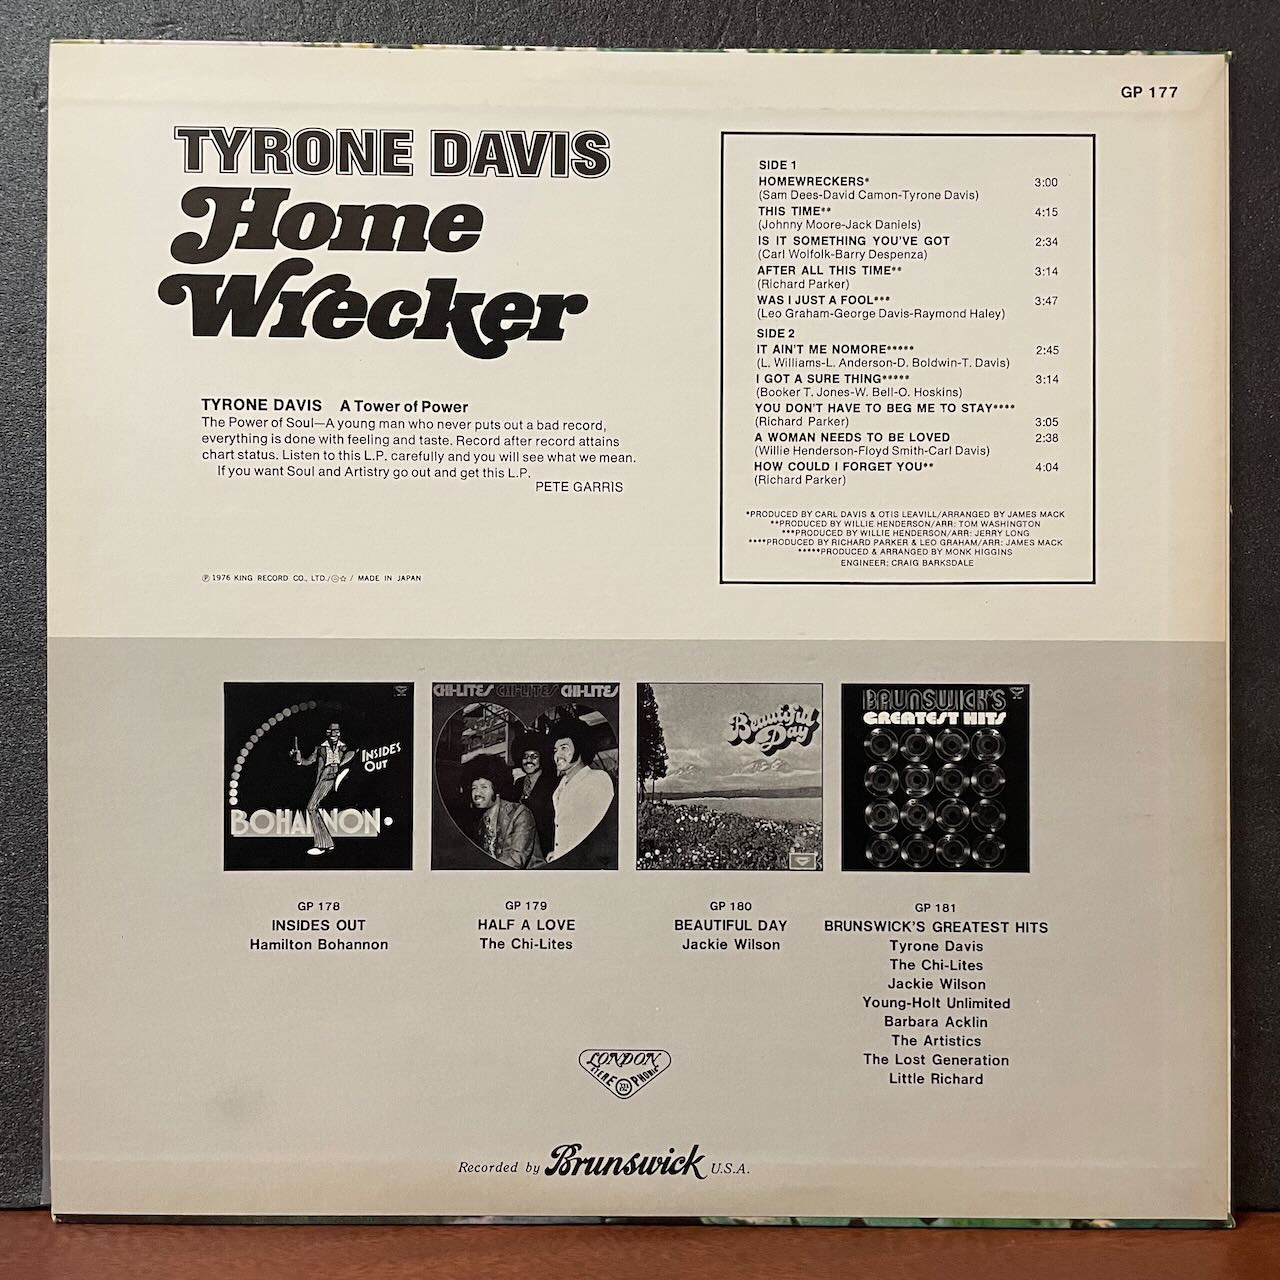 GP 177
TYRONE DAVIS
Home
Wrecker
TYRONE DAVIS A Tower of Power
The Power of Soul—A young man who never puts out a bad record,
everything is done with feeling and taste. Record after record attains
chart status. Listen to this L.P. carefully and you will see what we mean.
If you want Soul and Artistry go out and get this L.P.
PETE GARRIS
℗ 1976 KING RECORD CO., LTD./ / MADE IN JAPAN
SIDE 1
HOMEWRECKERS* 3:00
(Sam Dees-David Camon-Tyrone Davis)
THIS TIME** 4:15
(Johnny Moore-Jack Daniels)
IS IT SOMETHING YOU'VE GOT 2:34
(Carl Wolfolk-Barry Despenza)
AFTER ALL THIS TIME** 3:14
(Richard Parker)
WAS I JUST A FOOL*** 3:47
(Leo Graham-George Davis-Raymond Haley)
SIDE 2
IT AIN'T ME NOMORE***** 2:45
(L. Williams-L. Anderson-D. Boldwin-T. Davis)
I GOT A SURE THING***** 3:14
(Booker T. Jones-W. Bell-O. Hoskins)
YOU DON'T HAVE TO BEG ME TO STAY****
(Richard Parker) 3:05
A WOMAN NEEDS TO BE LOVED 2:38
(Willie Henderson-Floyd Smith-Carl Davis)
HOW COULD I FORGET YOU** 4:04
(Richard Parker)
*PRODUCED BY CARL DAVIS & OTIS LEAVILL/ARRANGED BY JAMES MACK
**PRODUCED BY WILLIE HENDERSON/ARR: TOM WASHINGTON
***PRODUCED BY WILLIE HENDERSON/ARR: JERRY LONG
****PRODUCED BY RICHARD PARKER & LEO GRAHAM/ARR: JAMES MACK
*****PRODUCED & ARRANGED BY MONK HIGGINS
ENGINEER: CRAIG BARKSDALE
INSIDES
OUT
BOHANNON
CHI-LITES CHI-LITES CHI-LITES
Beautiful
Day
BRUNSWICK'S
GREATEST HITS
GP 178
INSIDES OUT
Hamilton Bohannon
GP 179
HALF A LOVE
The Chi-Lites
GP 180
BEAUTIFUL DAY
Jackie Wilson
GP 181
BRUNSWICK'S GREATEST HITS
Tyrone Davis
The Chi-Lites
Jackie Wilson
Young-Holt Unlimited
Barbara Acklin
The Artistics
The Lost Generation
Little Richard
LONDON
STEREO PHONIC
Recorded by Brunswick U.S.A.